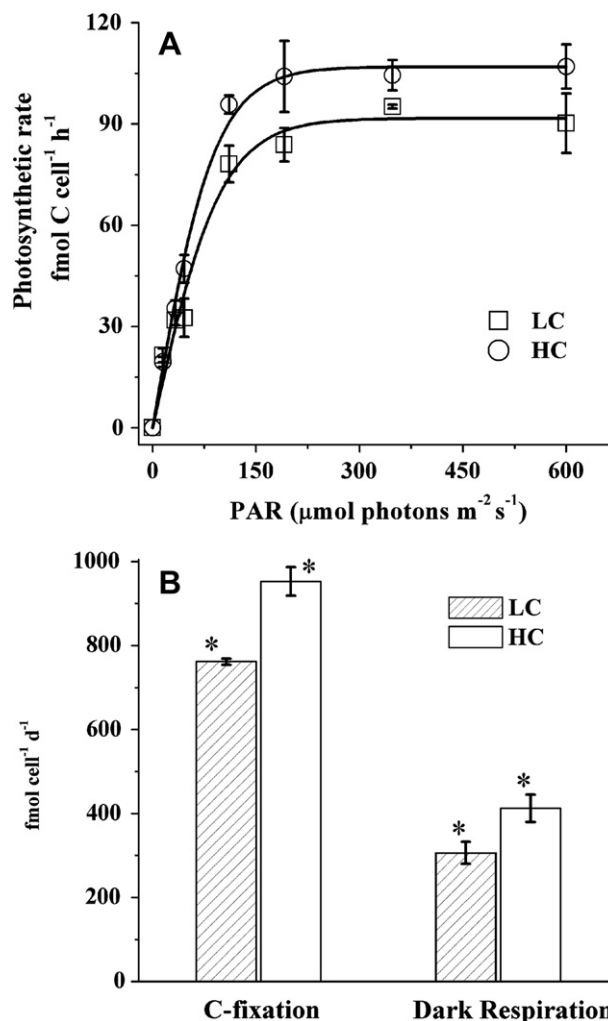 A
Photosynthetic rate
fmol C cell⁻¹ h⁻¹
120
90
60
30
0
LC
HC
0 150 300 450 600
PAR (μmol photons m⁻² s⁻¹)
B
fmol cell⁻¹ d⁻¹
1000
800
600
400
200
0
* * * *
LC
HC
C-fixation Dark Respiration